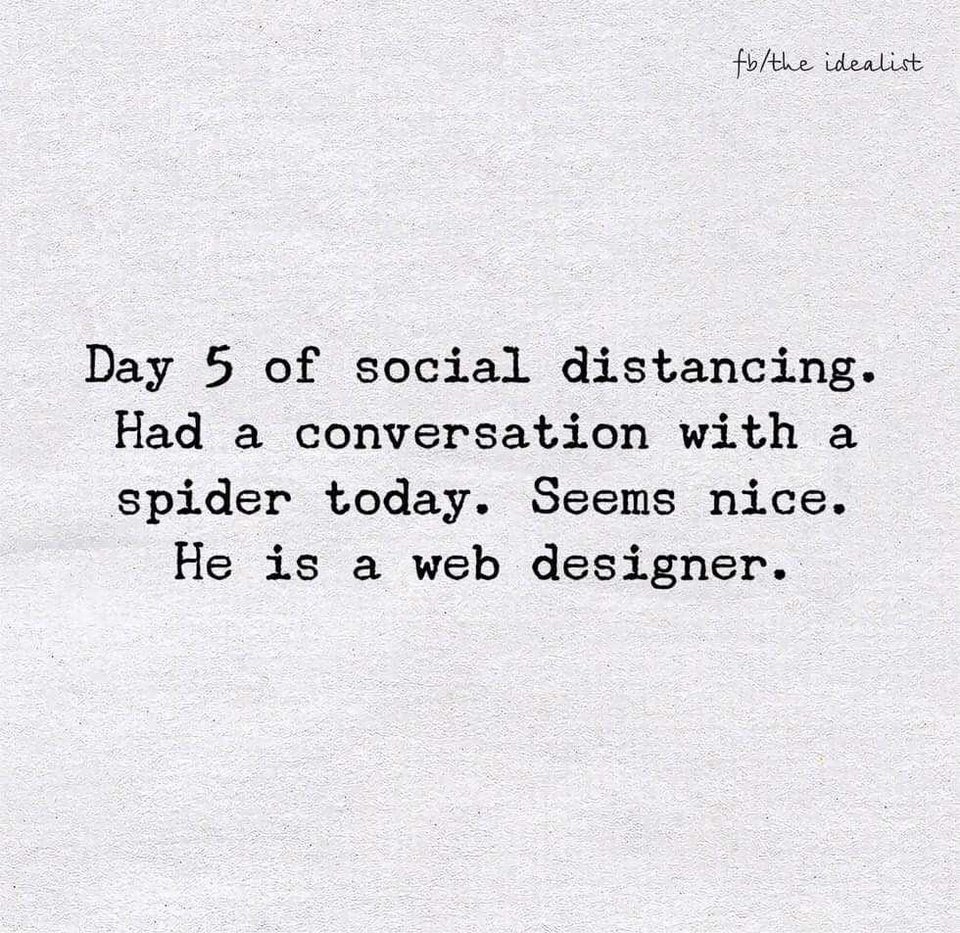 fb/the idealist
Day 5 of social distancing.
Had a conversation with a
spider today. Seems nice.
He is a web designer.